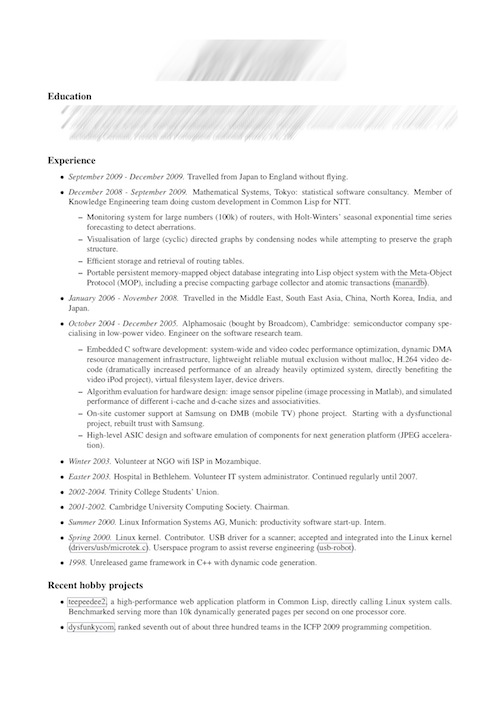 Education
Experience
• September 2009 - December 2009. Travelled from Japan to England without flying.
• December 2008 - September 2009. Mathematical Systems, Tokyo: statistical software consultancy. Member of
Knowledge Engineering team doing custom development in Common Lisp for NTT.
– Monitoring system for large numbers (100k) of routers, with Holt-Winters' seasonal exponential time series
forecasting to detect aberrations.
– Visualisation of large (cyclic) directed graphs by condensing nodes while attempting to preserve the graph
structure.
– Efficient storage and retrieval of routing tables.
– Portable persistent memory-mapped object database integrating into Lisp object system with the Meta-Object
Protocol (MOP), including a precise compacting garbage collector and atomic transactions (manardb).
• January 2006 - November 2008. Travelled in the Middle East, South East Asia, China, North Korea, India, and
Japan.
• October 2004 - December 2005. Alphamosaic (bought by Broadcom), Cambridge: semiconductor company spe-
cialising in low-power video. Engineer on the software research team.
– Embedded C software development: system-wide and video codec performance optimization, dynamic DMA
resource management infrastructure, lightweight reliable mutual exclusion without malloc, H.264 video de-
code (dramatically increased performance of an already heavily optimized system, directly benefiting the
video iPod project), virtual filesystem layer, device drivers.
– Algorithm evaluation for hardware design: image sensor pipeline (image processing in Matlab), and simulated
performance of different i-cache and d-cache sizes and associativities.
– On-site customer support at Samsung on DMB (mobile TV) phone project. Starting with a dysfunctional
project, rebuilt trust with Samsung.
– High-level ASIC design and software emulation of components for next generation platform (JPEG accelera-
tion).
• Winter 2003. Volunteer at NGO wifi ISP in Mozambique.
• Easter 2003. Hospital in Bethlehem. Volunteer IT system administrator. Continued regularly until 2007.
• 2002-2004. Trinity College Students' Union.
• 2001-2002. Cambridge University Computing Society. Chairman.
• Summer 2000. Linux Information Systems AG, Munich: productivity software start-up. Intern.
• Spring 2000. Linux kernel. Contributor. USB driver for a scanner; accepted and integrated into the Linux kernel
(drivers/usb/microtek.c). Userspace program to assist reverse engineering (usb-robot).
• 1998. Unreleased game framework in C++ with dynamic code generation.
Recent hobby projects
• teepeedee2, a high-performance web application platform in Common Lisp, directly calling Linux system calls.
Benchmarked serving more than 10k dynamically generated pages per second on one processor core.
• dysfunkycom, ranked seventh out of about three hundred teams in the ICFP 2009 programming competition.